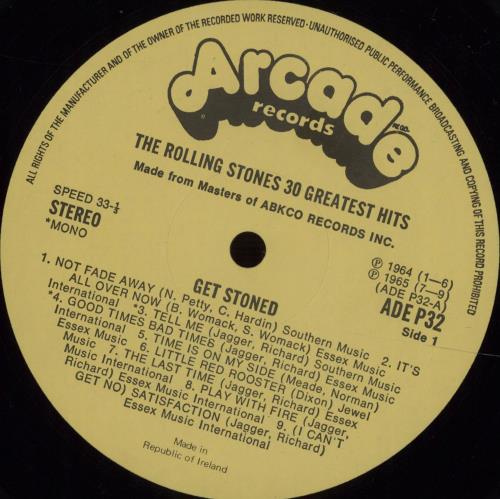 ALL RIGHTS OF THE MANUFACTURER AND OF THE OWNER OF THE RECORDED WORK RESERVED · UNAUTHORISED PUBLIC PERFORMANCE BROADCASTING AND COPYING OF THIS RECORD PROHIBITED
Arcade
REGD.
records
THE ROLLING STONES 30 GREATEST HITS
Made from Masters of ABKCO RECORDS INC.
SPEED 33-⅓
STEREO
*MONO
Ⓟ 1964 (1-6)
Ⓟ 1965 (7-9)
(ADE P32-A)
ADE P32
Side 1
GET STONED
1. NOT FADE AWAY (N. Petty, C. Hardin) Southern Music 2. IT'S
ALL OVER NOW (B. Womack, S. Womack) Essex Music
International *3. TELL ME (Jagger, Richard) Southern Music
*4. GOOD TIMES BAD TIMES (Jagger, Richard) Essex Music
International 5. TIME IS ON MY SIDE (Meade, Norman)
Essex Music 6. LITTLE RED ROOSTER (Dixon) Jewel
Music 7. THE LAST TIME (Jagger, Richard) Essex
Music International 8. PLAY WITH FIRE (Jagger,
Richard) Essex Music International 9. (I CAN'T
GET NO) SATISFACTION (Jagger, Richard)
Essex Music International
Made in
Republic of Ireland